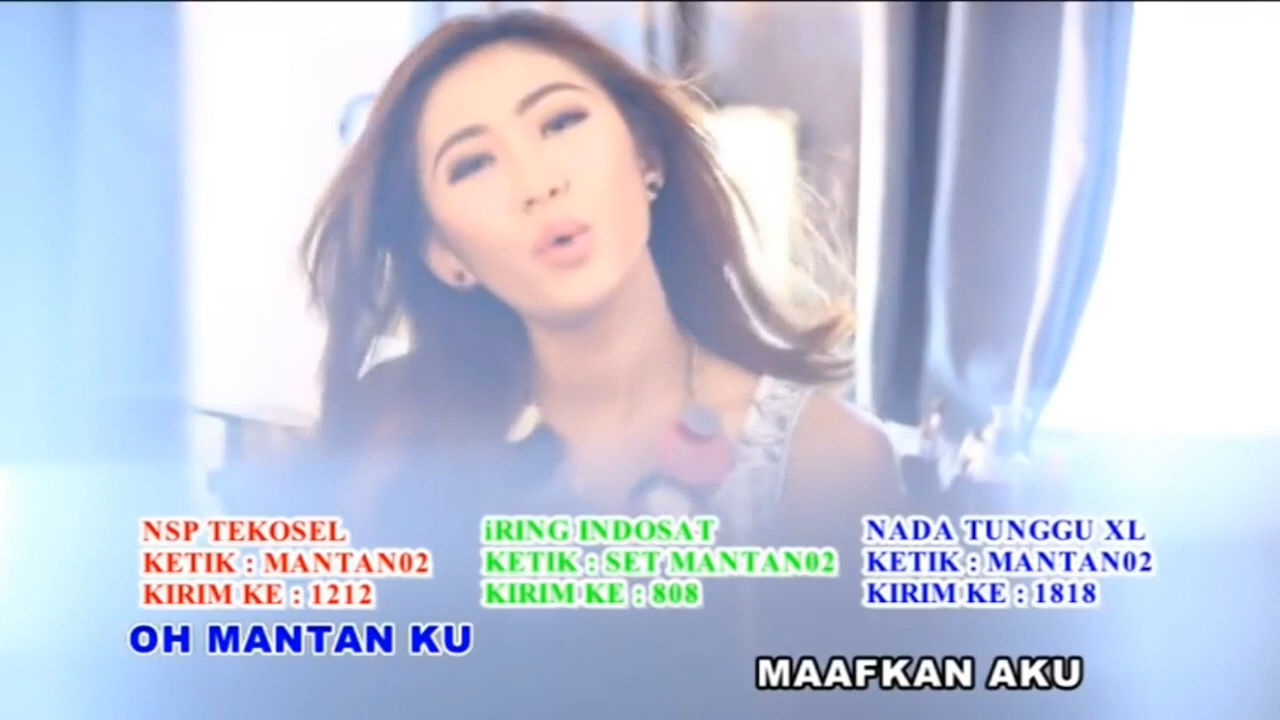 NSP TEKOSEL
KETIK : MANTAN02
KIRIM KE : 1212
iRING INDOSAT
KETIK : SET MANTAN02
KIRIM KE : 808
NADA TUNGGU XL
KETIK : MANTAN02
KIRIM KE : 1818
OH MANTAN KU
MAAFKAN AKU